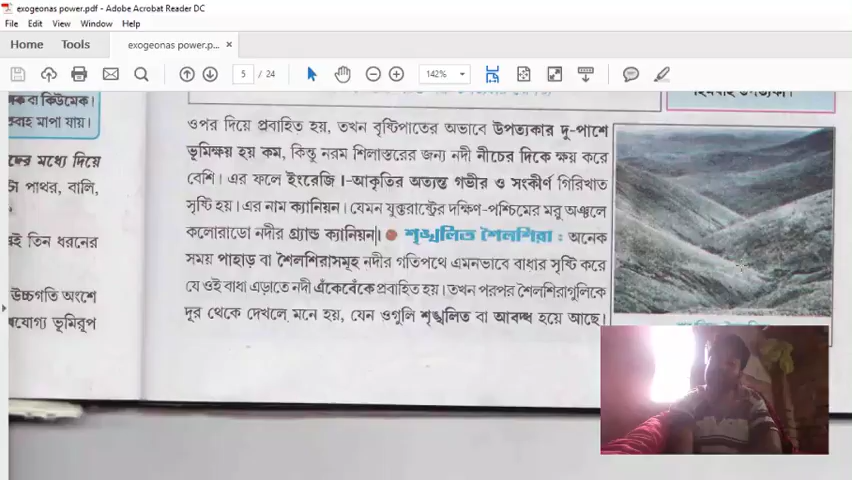 exogeonas power.pdf - Adobe Acrobat Reader DC
File Edit View Window Help
Home Tools exogeonas power.p... ×
5 / 24 142%
ওপর দিয়ে প্রবাহিত হয়, তখন বৃষ্টিপাতের অভাবে উপত্যকার দু-পাশে
ভূমিক্ষয় হয় কম, কিন্তু নরম শিলাস্তরের জন্য নদী নীচের দিকে ক্ষয় করে
বেশি। এর ফলে ইংরেজি I-আকৃতির অত্যন্ত গভীর ও সংকীর্ণ গিরিখাত
সৃষ্টি হয়। এর নাম ক্যানিয়ন। যেমন যুক্তরাষ্ট্রের দক্ষিণ-পশ্চিমের মরু অঞ্চলে
কলোরাডো নদীর গ্র্যান্ড ক্যানিয়ন। শৃঙ্খলিত শৈলশিরা : অনেক
সময় পাহাড় বা শৈলশিরাসমূহ নদীর গতিপথে এমনভাবে বাধার সৃষ্টি করে
যে ওই বাধা এড়াতে নদী এঁকেবেঁকে প্রবাহিত হয়। তখন পরপর শৈলশিরাগুলিকে
দূর থেকে দেখলে মনে হয়, যেন ওগুলি শৃঙ্খলিত বা আবদ্ধ হয়ে আছে।
বা কিউমেক।
মাপা যায়।
মধ্যে দিয়ে
পাথর, বালি,
তিন ধরনের
উচ্চগতি অংশে
ভূমিরূপ